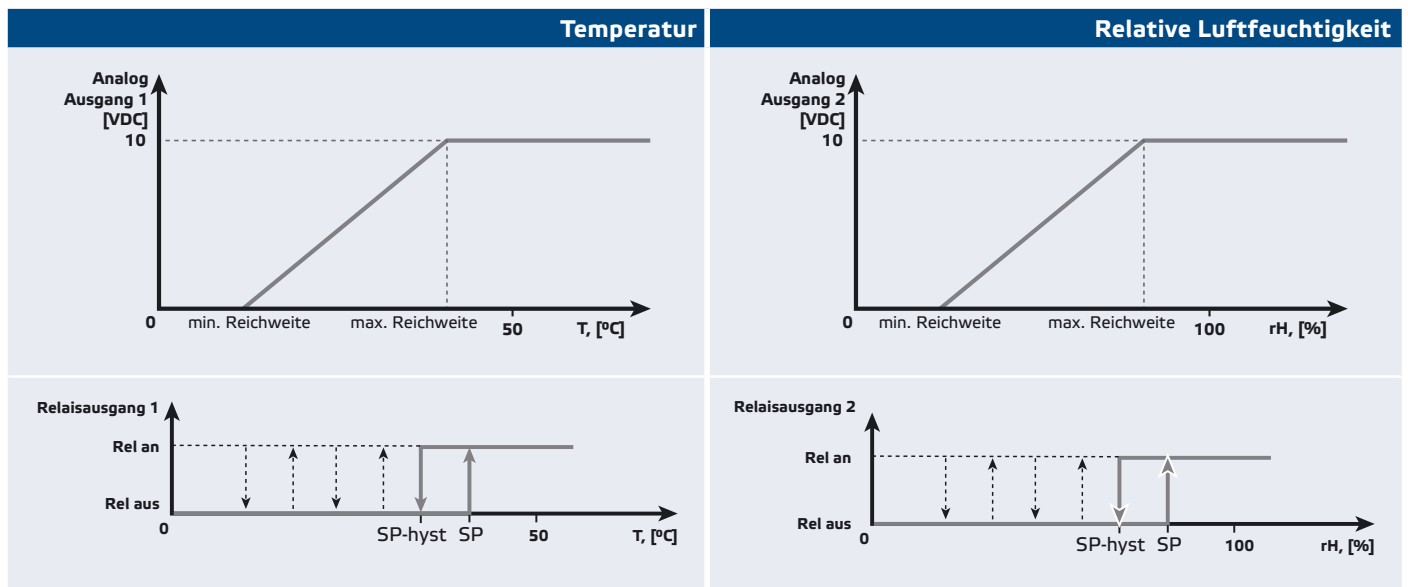 Temperatur
Relative Luftfeuchtigkeit
Analog
Ausgang 1
[VDC]
10
0
min. Reichweite
max. Reichweite
50
T, [ºC]
Analog
Ausgang 2
[VDC]
10
0
min. Reichweite
max. Reichweite
100
rH, [%]
Relaisausgang 1
Rel an
Rel aus
0
SP-hyst
SP
50
T, [ºC]
Relaisausgang 2
Rel an
Rel aus
0
SP-hyst
SP
100
rH, [%]